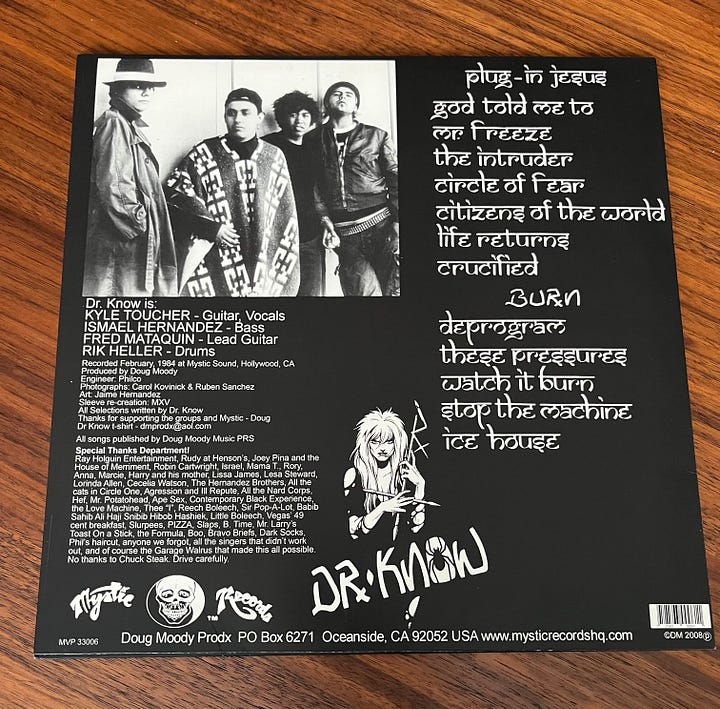 plug-in jesus
god told me to
mr freeze
the intruder
circle of fear
citizens of the world
life returns
crucified
BURN
deprogram
these pressures
watch it burn
stop the machine
ice house
Dr. Know is:
KYLE TOUCHER - Guitar, Vocals
ISMAEL HERNANDEZ - Bass
FRED MATAQUIN - Lead Guitar
RIK HELLER - Drums
Recorded February, 1984 at Mystic Sound, Hollywood, CA
Produced by Doug Moody
Engineer: Philco
Photographs: Carol Kovinick & Ruben Sanchez
Art: Jaime Hernandez
Sleeve re-creation: MXV
All Selections written by Dr. Know
Thanks for supporting the groups and Mystic - Doug
Dr Know t-shirt - dmprodx@aol.com
All songs published by Doug Moody Music PRS
Special Thanks Department!
Ray Holguin Entertainment, Rudy at Henson's, Joey Pina and the
House of Merriment, Robin Cartwright, Israel, Mama T., Rory,
Anna, Marcie, Harry and his mother, Lissa James, Lesa Steward,
Lorinda Allen, Cecelia Watson, The Hernandez Brothers, All the
cats in Circle One, Agression and Ill Repute, All the Nard Corps,
Hef, Mr. Potatohead, Ape Sex, Contemporary Black Experience,
the Love Machine, Thee "I", Reech Boleech, Sir Pop-A-Lot, Babib
Sahib Ali Haji Snibib Hibob Hashiek, Little Boleech, Vegas' 49
cent breakfast, Slurpees, PIZZA, Slaps, B. Time, Mr. Larry's
Toast On a Stick, the Formula, Boo, Bravo Briefs, Dark Socks,
Phil's haircut, anyone we forgot, all the singers that didn't work
out, and of course the Garage Walrus that made this all possible.
No thanks to Chuck Steak. Drive carefully.
DR. KNOW
Mystic Records TM
MVP 33006
Doug Moody Prodx PO Box 6271 Oceanside, CA 92052 USA www.mysticrecordshq.com
©DM 2008℗